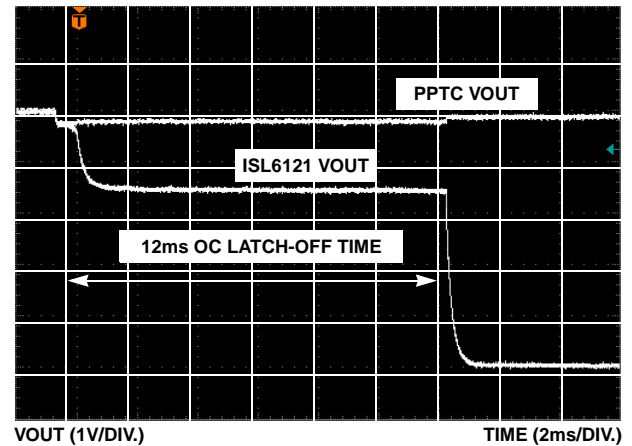 T
PPTC VOUT
ISL6121 VOUT
12ms OC LATCH-OFF TIME
VOUT (1V/DIV.)
TIME (2ms/DIV.)